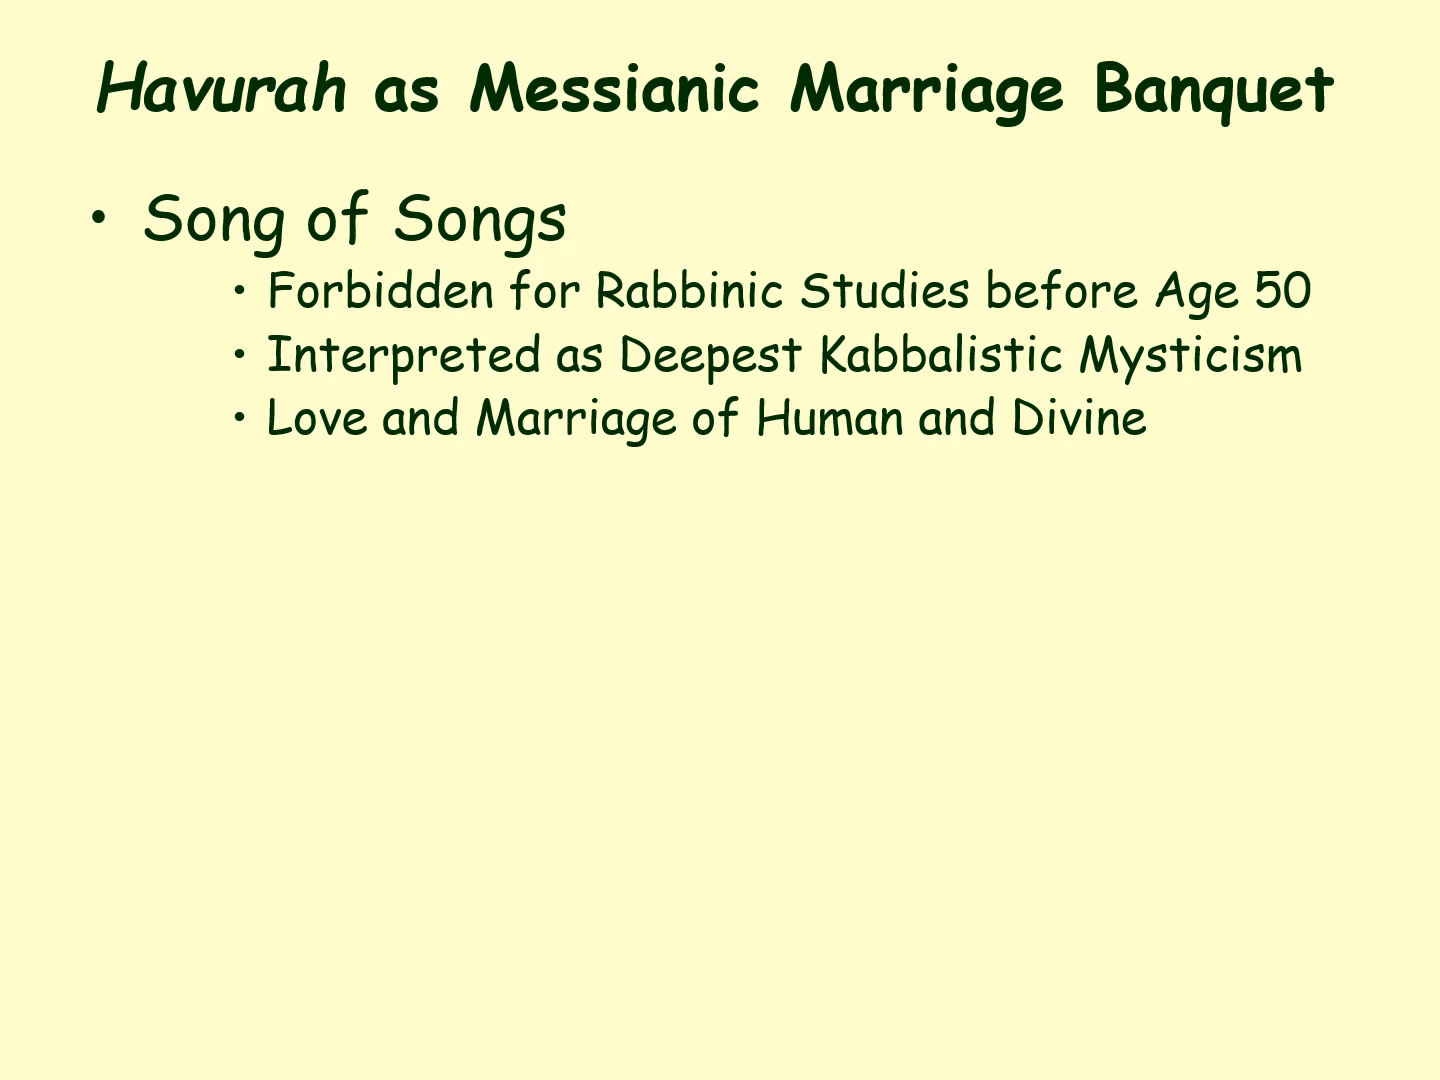 Havurah as Messianic Marriage Banquet
• Song of Songs
• Forbidden for Rabbinic Studies before Age 50
• Interpreted as Deepest Kabbalistic Mysticism
• Love and Marriage of Human and Divine